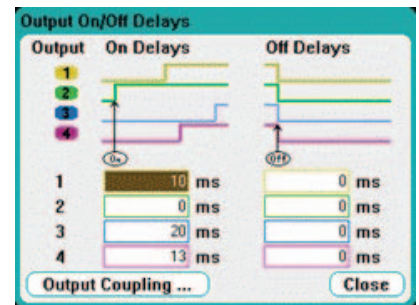 Output On/Off Delays
Output On Delays Off Delays
1
2
3
4
On Off
1 10 ms 0 ms
2 0 ms 0 ms
3 20 ms 0 ms
4 13 ms 0 ms
Output Coupling ... Close